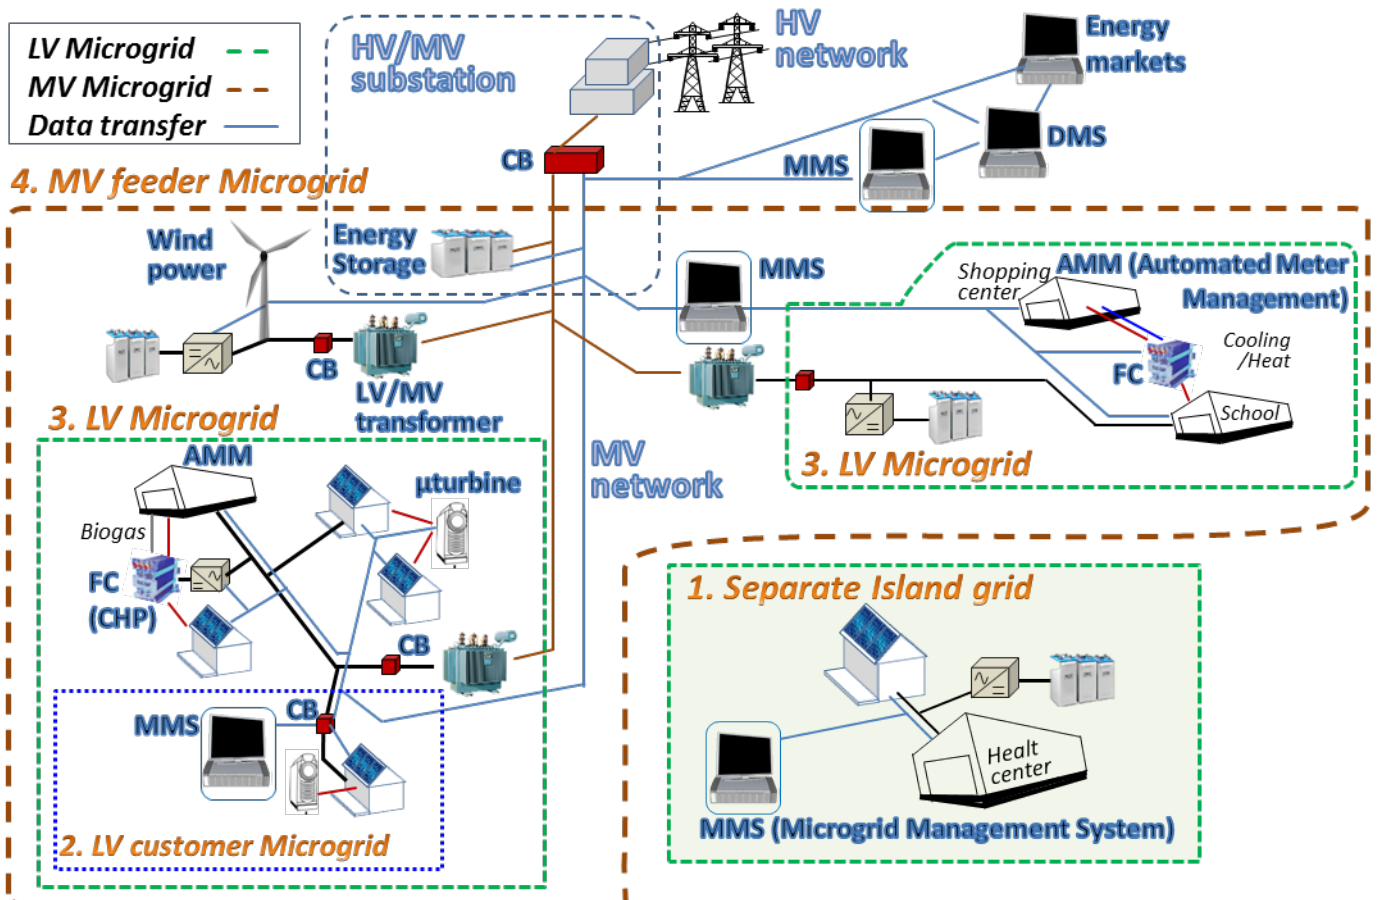 LV Microgrid
MV Microgrid
Data transfer
HV/MV
substation
HV
network
Energy
markets
CB
MMS
DMS
4. MV feeder Microgrid
Wind
power
Energy
Storage
MMS
Shopping
center
AMM (Automated Meter
Management)
Cooling
/Heat
CB
FC
LV/MV
transformer
School
3. LV Microgrid
3. LV Microgrid
AMM
MV
network
µturbine
Biogas
FC
(CHP)
CB
1. Separate Island grid
MMS
CB
Healt
center
2. LV customer Microgrid
MMS (Microgrid Management System)